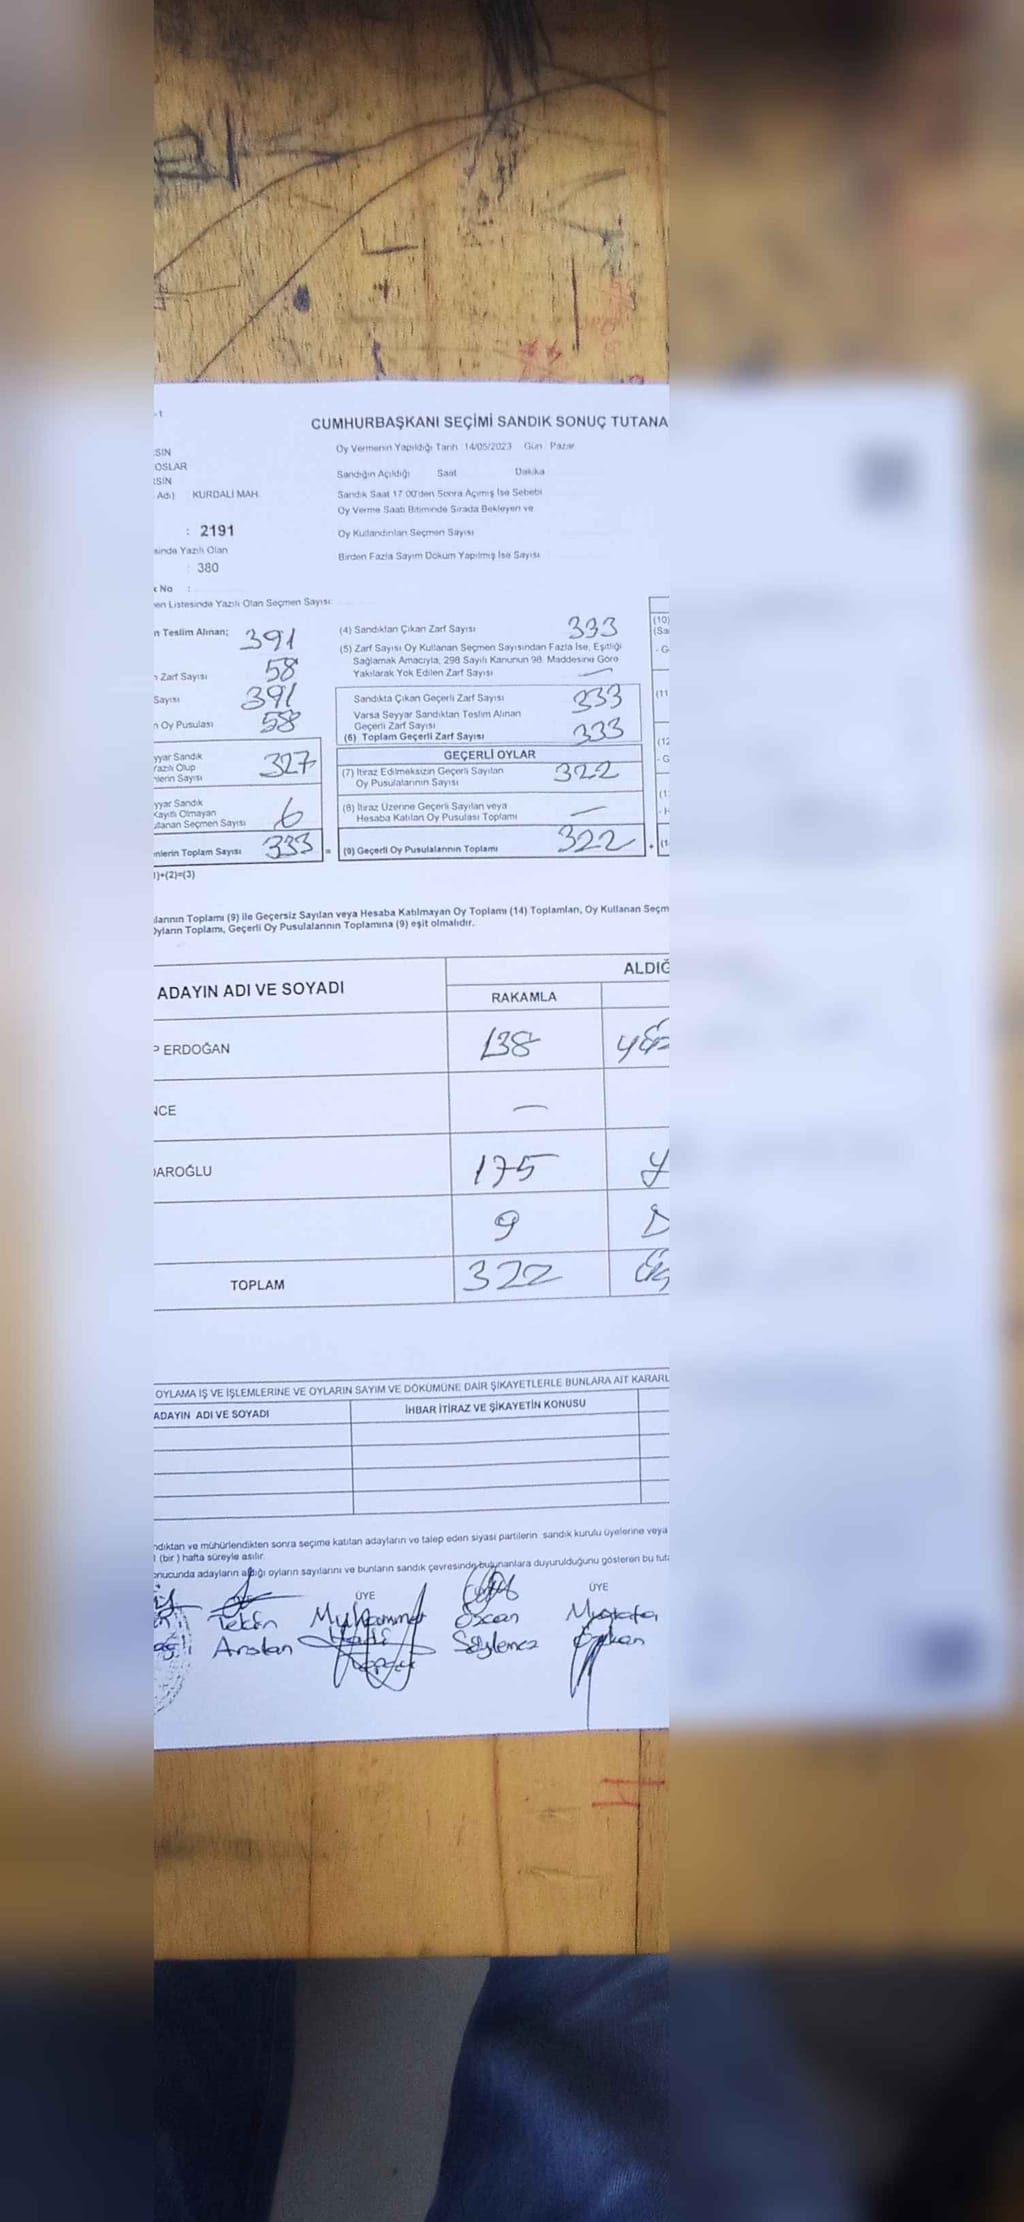 -t
CUMHURBAŞKANI SEÇİMİ SANDIK SONUÇ TUTANA
SİN
OSLAR
RSİN
Adı) KURDALİ MAH.
: 2191
sinde Yazılı Olan
: 380
k No :
en Listesinde Yazılı Olan Seçmen Sayısı:
Oy Vermenin Yapıldığı Tarih 14/05/2023 Gün : Pazar
Sandığın Açıldığı Saat Dakika
Sandık Saat 17.00'den Sonra Açımış İse Sebebi
Oy Verme Saati Bitiminde Sırada Bekleyen ve
Oy Kullandırılan Seçmen Sayısı
Birden Fazla Sayım Döküm Yapılmış İse Sayısı
n Teslim Alınan; 391
n Zarf Sayısı 58
Sayısı 391
n Oy Pusulası 58
yyar Sandık
Yazılı Olup
nlerin Sayısı 327
yyar Sandık
Kayıtlı Olmayan
llanan Seçmen Sayısı 6
nlerin Toplam Sayısı 333 =
1)+(2)=(3)
(4) Sandıktan Çıkan Zarf Sayısı 333
(5) Zarf Sayısı Oy Kullanan Seçmen Sayısından Fazla İse, Eşitliği
Sağlamak Amacıyla, 298 Sayılı Kanunun 98. Maddesine Göre
Yakılarak Yok Edilen Zarf Sayısı —
Sandıkta Çıkan Geçerli Zarf Sayısı 333
Varsa Seyyar Sandıktan Teslim Alınan
Geçerli Zarf Sayısı
(6) Toplam Geçerli Zarf Sayısı 333
GEÇERLİ OYLAR
(7) İtiraz Edilmeksizin Geçerli Sayılan
Oy Pusulalarının Sayısı 322
(8) İtiraz Üzerine Geçerli Sayılan veya
Hesaba Katılan Oy Pusulası Toplamı —
(9) Geçerli Oy Pusulalarının Toplamı 322 +
(10)
(Sa
- G
(11
(12
- G
(1
- H
(1
larının Toplamı (9) ile Geçersiz Sayılan veya Hesaba Katılmayan Oy Toplamı (14) Toplamları, Oy Kullanan Seçm
Oyların Toplamı, Geçerli Oy Pusulalarının Toplamına (9) eşit olmalıdır.
ADAYIN ADI VE SOYADI ALDIĞ
RAKAMLA
P ERDOĞAN 138 yüz
NCE —
DAROĞLU 175 y
9 D
TOPLAM 322 üç
OYLAMA İŞ VE İŞLEMLERİNE VE OYLARIN SAYIM VE DÖKÜMÜNE DAİR ŞİKAYETLERLE BUNLARA AİT KARARL
ADAYIN ADI VE SOYADI İHBAR İTİRAZ VE ŞİKAYETİN KONUSU
ndıktan ve mühürlendikten sonra seçime katılan adayların ve talep eden siyasi partilerin sandık kurulu üyelerine veya
1 (bir ) hafta süreyle asılır.
onucunda adayların aldığı oyların sayılarını ve bunların sandık çevresinde bulunanlara duyurulduğunu gösteren bu tuta
ÜYE ÜYE
Tekin Muhammet Özcan Mustafa
Arslan Halil Söylemez Özkan